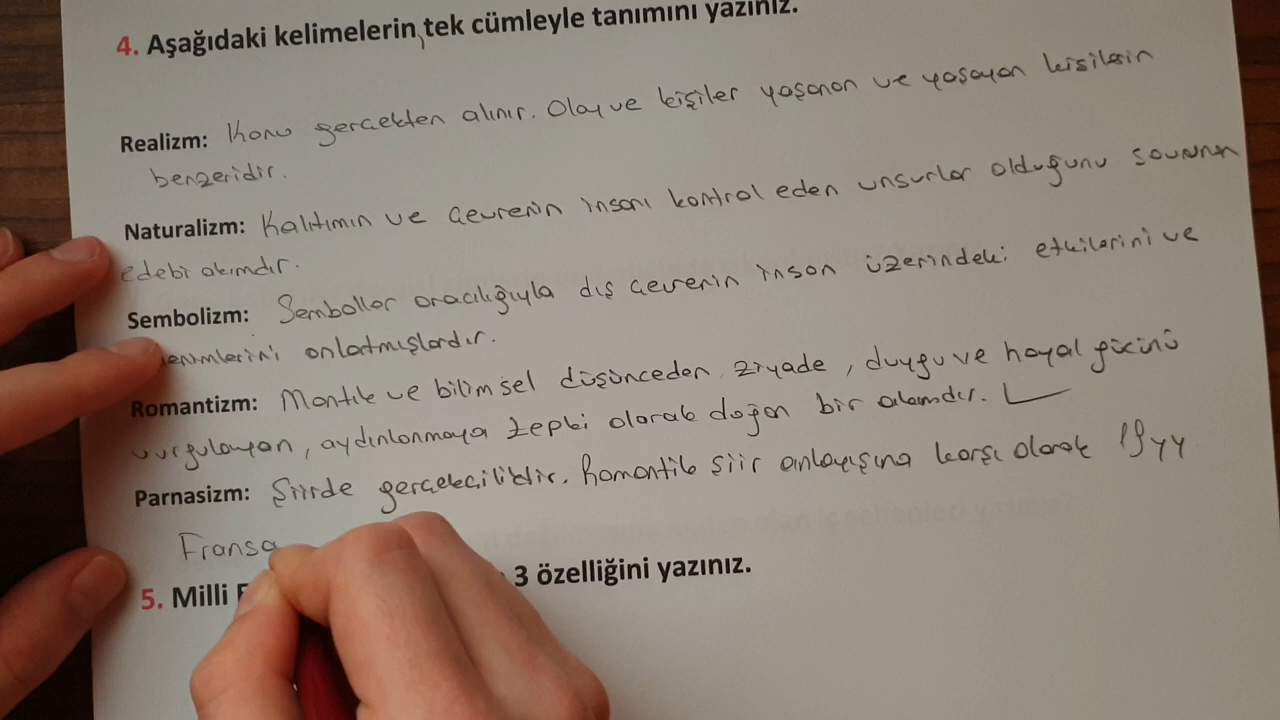 4. Aşağıdaki kelimelerin tek cümleyle tanımını yazınız.
Realizm: Konu gerçekten alınır. Olay ve kişiler yaşanan ve yaşayan kişilerin
benzeridir.
Naturalizm: Kalıtımın ve çevrenin insanı kontrol eden unsurlar olduğunu savunan
edebi akımdır.
Sembolizm: Semboller aracılığıyla dış çevrenin insan üzerindeki etkilerini ve
anlatmışlardır.
Romantizm: Mantık ve bilimsel düşünceden ziyade, duygu ve hayal gücünü
vurgulayan, aydınlanmaya tepki olarak doğan bir akımdır.
Parnasizm: Şiirde gerçekçiliktir. Romantik şiir anlayışına karşı olarak 19 yy
Fransa
5. Milli 3 özelliğini yazınız.